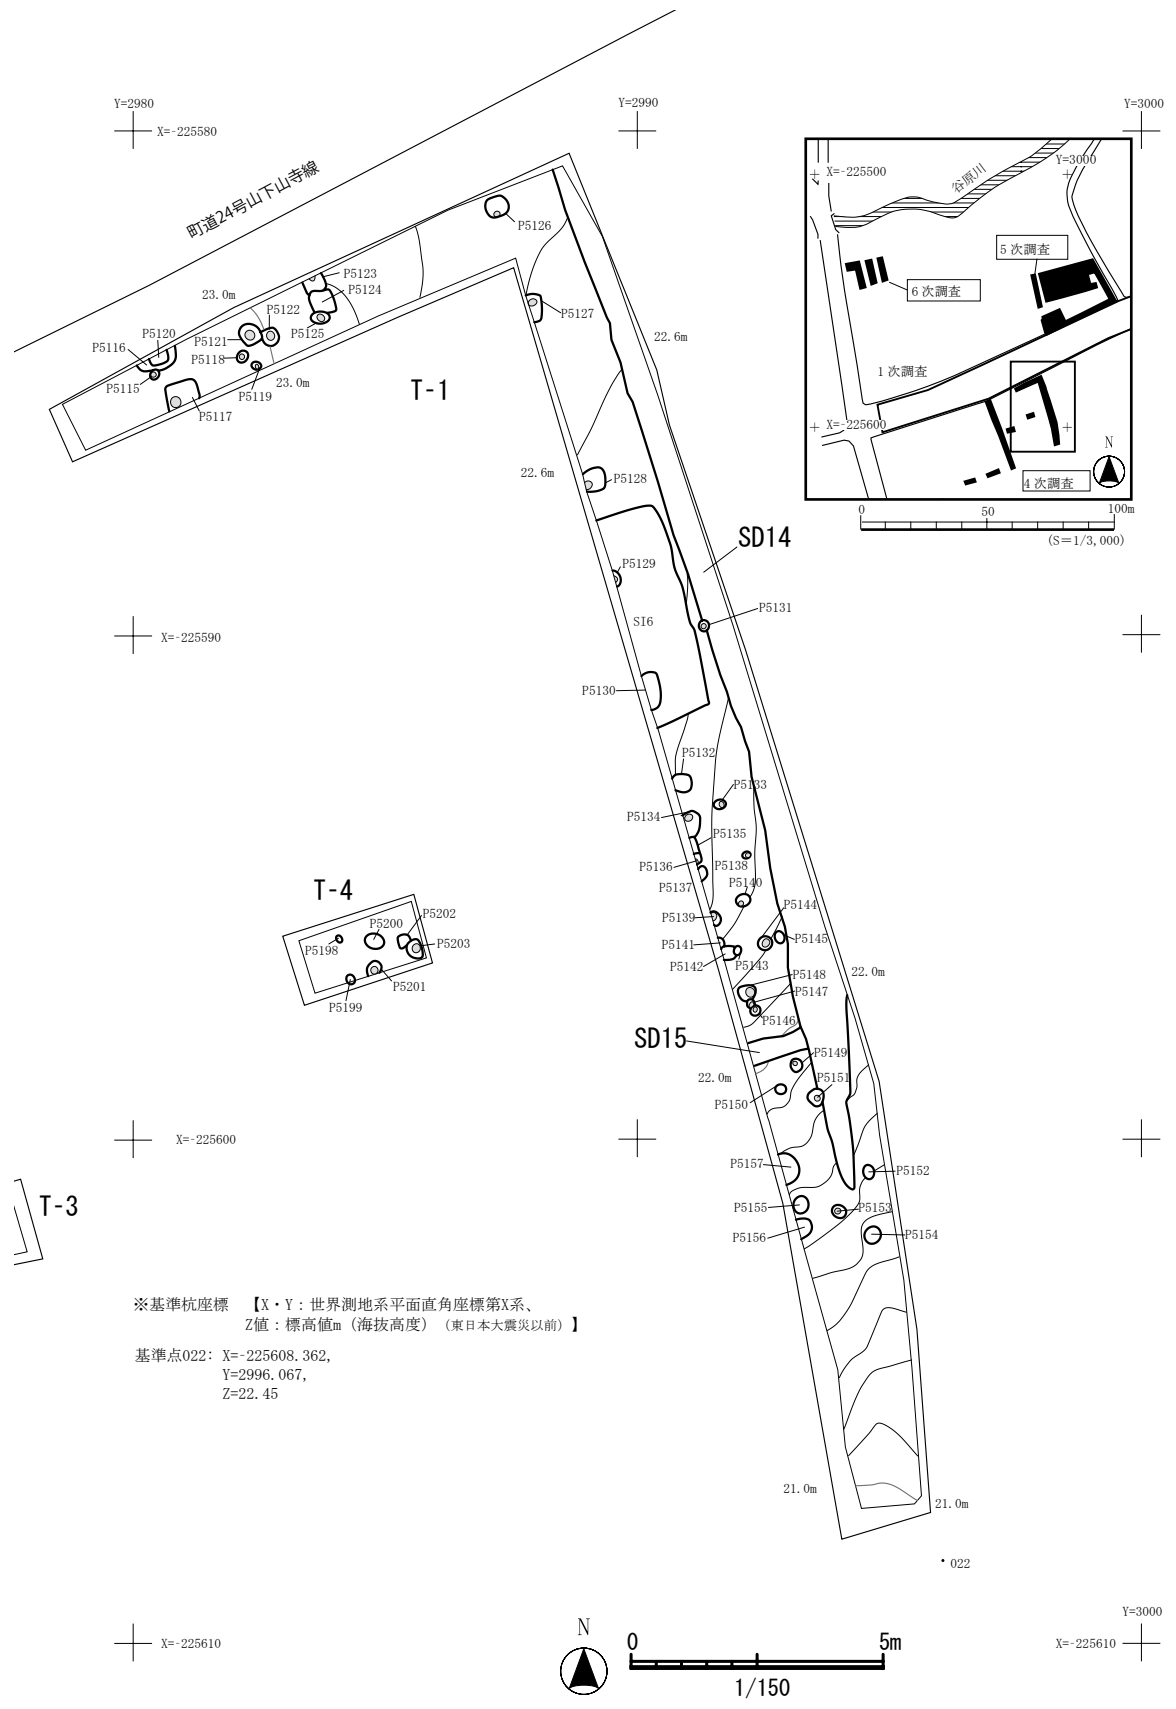 Y=2980
Y=2990
Y=3000
X=-225580
町道24号山下山寺線
谷原川
X=-225500
Y=3000
5次調査
6次調査
1次調査
X=-225600
N
4次調査
0
50
100m
(S=1/3,000)
P5126
P5123
P5124
23.0m
P5122
P5127
P5120
P5121
P5125
P5116
P5118
22.6m
P5115
P5119
23.0m
T-1
P5117
22.6m
P5128
SD14
P5129
P5131
SI6
X=-225590
P5130
P5132
P5133
P5134
P5135
P5136
P5138
P5137
P5140
T-4
P5144
P5202
P5139
P5200
P5203
P5198
P5141
P5145
P5142
P5143
22.0m
P5148
P5201
P5147
P5199
P5146
SD15
P5149
22.0m
P5151
P5150
X=-225600
P5157
P5152
T-3
P5155
P5153
P5156
P5154
※基準杭座標 【X・Y：世界測地系平面直角座標第X系、
Z値：標高値m（海抜高度）（東日本大震災以前）】
基準点022: X=-225608.362,
Y=2996.067,
Z=22.45
21.0m
21.0m
022
Y=3000
X=-225610
X=-225610
N
0
5m
1/150